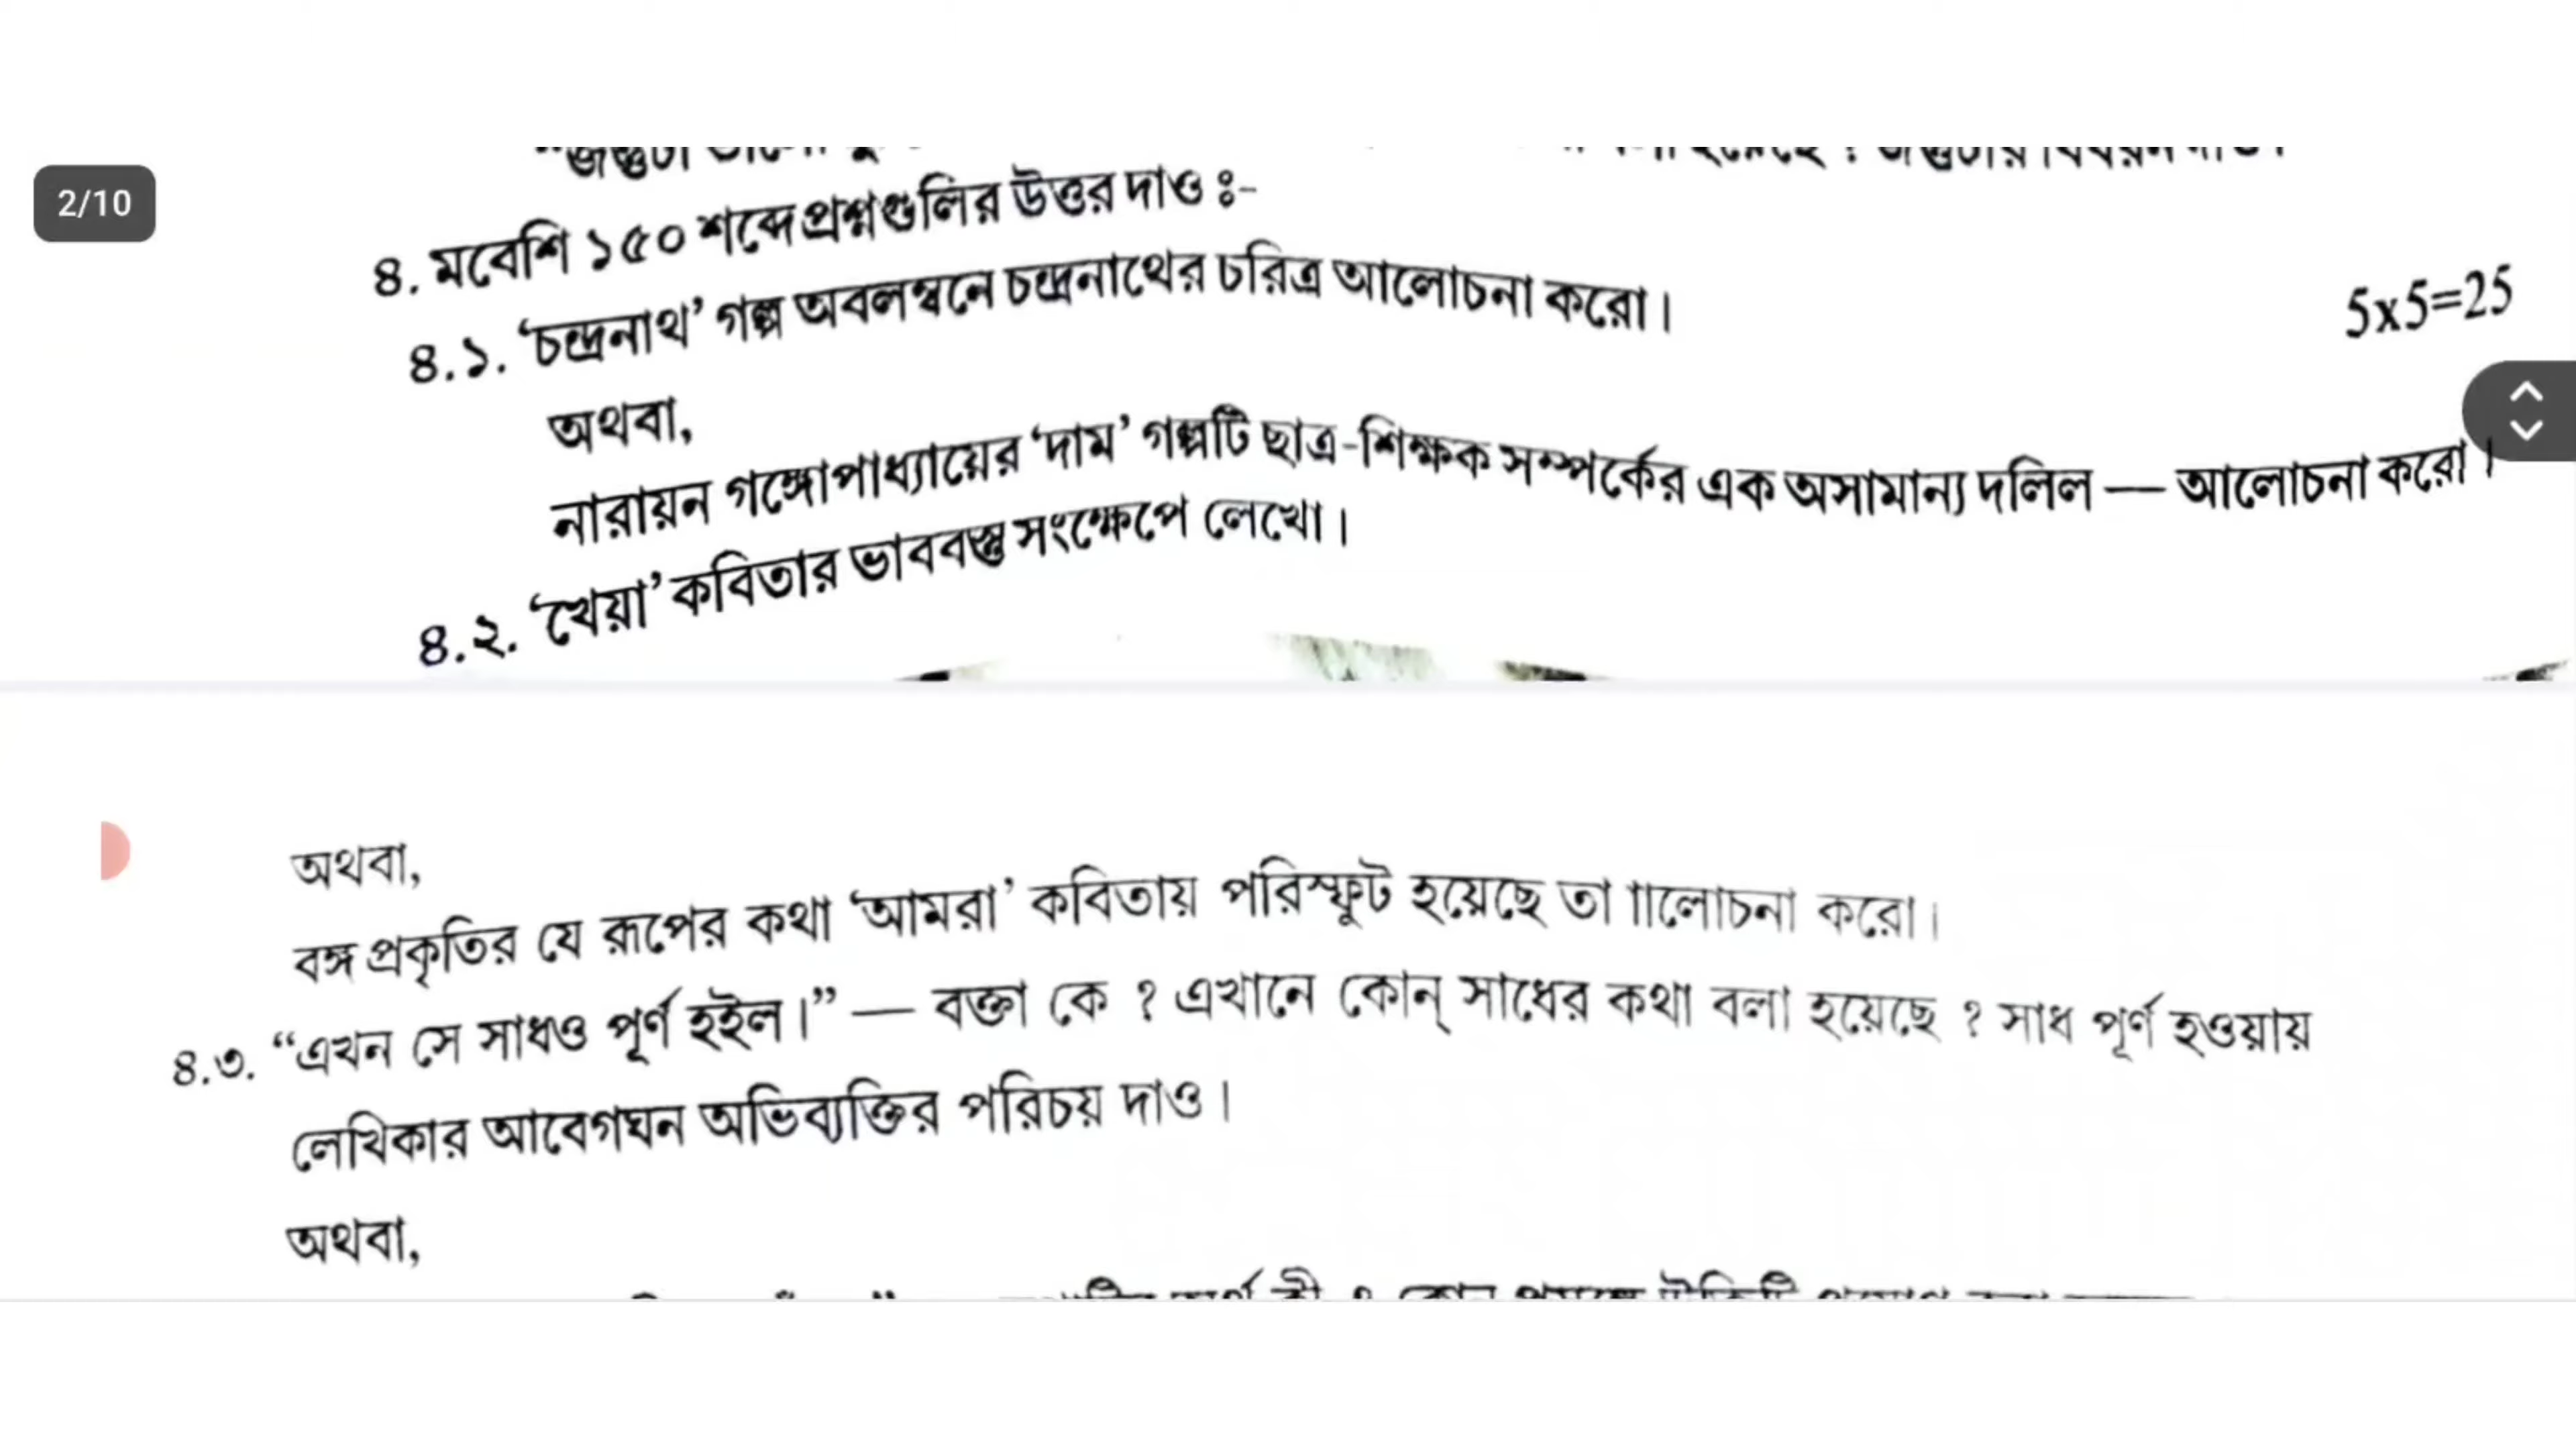 2/10
৪. মবেশি ১৫০ শব্দে প্রশ্নগুলির উত্তর দাও ঃ-
5x5=25
৪.১. ‘চন্দ্রনাথ’ গল্প অবলম্বনে চন্দ্রনাথের চরিত্র আলোচনা করো।
অথবা,
নারায়ন গঙ্গোপাধ্যায়ের ‘দাম’ গল্পটি ছাত্র-শিক্ষক সম্পর্কের এক অসামান্য দলিল — আলোচনা করো।
৪.২. ‘খেয়া’ কবিতার ভাববস্তু সংক্ষেপে লেখো।
অথবা,
বঙ্গ প্রকৃতির যে রূপের কথা ‘আমরা’ কবিতায় পরিস্ফুট হয়েছে তা াালোচনা করো।
৪.৩. “এখন সে সাধও পূর্ণ হইল।” — বক্তা কে ? এখানে কোন্ সাধের কথা বলা হয়েছে ? সাধ পূর্ণ হওয়ায়
লেখিকার আবেগঘন অভিব্যক্তির পরিচয় দাও।
অথবা,